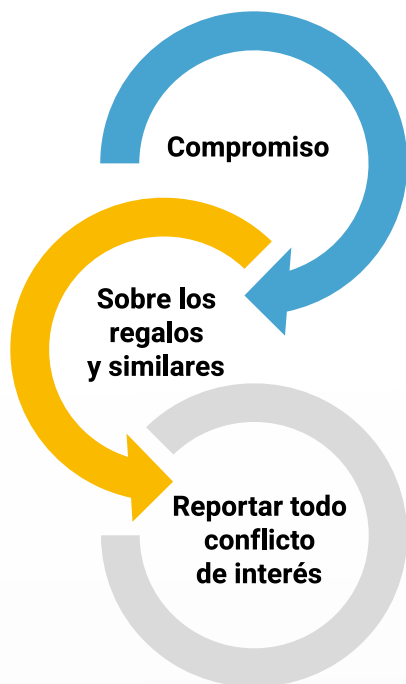 Compromiso
Sobre los
regalos
y similares
Reportar todo
conflicto
de interés